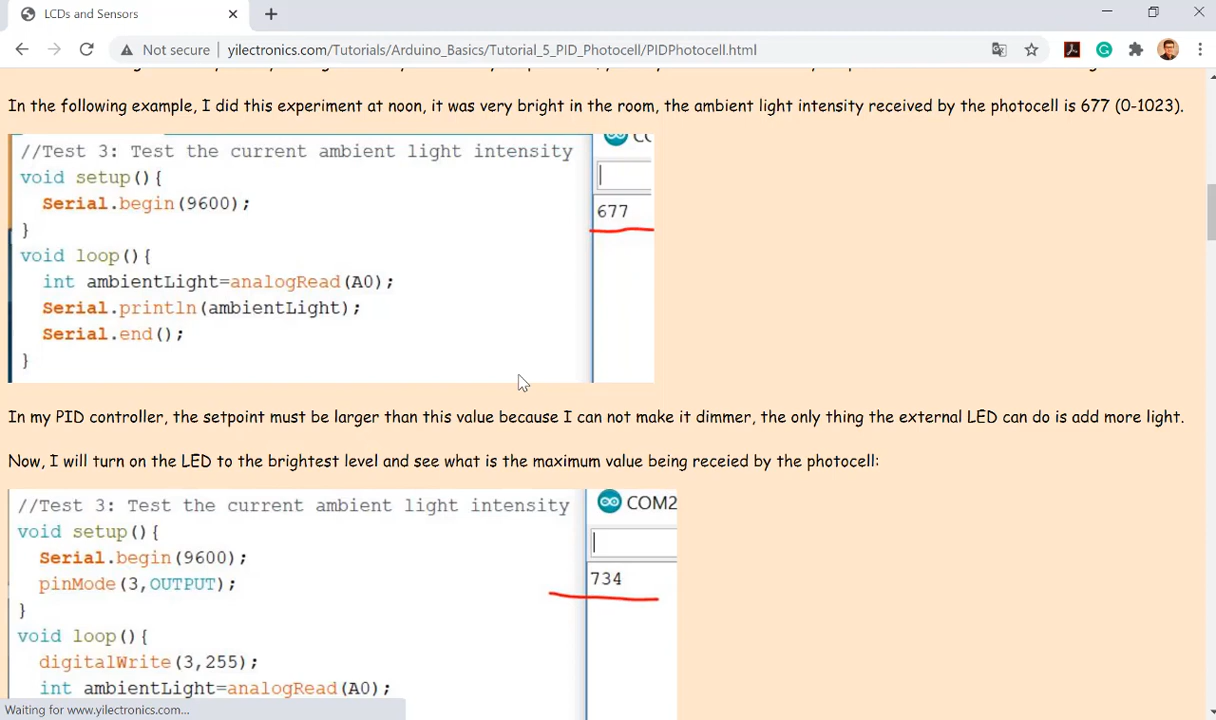 LCDs and Sensors
Not secure yilectronics.com/Tutorials/Arduino_Basics/Tutorial_5_PID_Photocell/PIDPhotocell.html
In the following example, I did this experiment at noon, it was very bright in the room, the ambient light intensity received by the photocell is 677 (0-1023).
//Test 3: Test the current ambient light intensity
void setup(){
Serial.begin(9600);
677
}
void loop(){
int ambientLight=analogRead(A0);
Serial.println(ambientLight);
Serial.end();
}
In my PID controller, the setpoint must be larger than this value because I can not make it dimmer, the only thing the external LED can do is add more light.
Now, I will turn on the LED to the brightest level and see what is the maximum value being receied by the photocell:
//Test 3: Test the current ambient light intensity
COM2
void setup(){
Serial.begin(9600);
pinMode(3,OUTPUT);
734
}
void loop(){
digitalWrite(3,255);
int ambientLight=analogRead(A0);
Waiting for www.yilectronics.com...